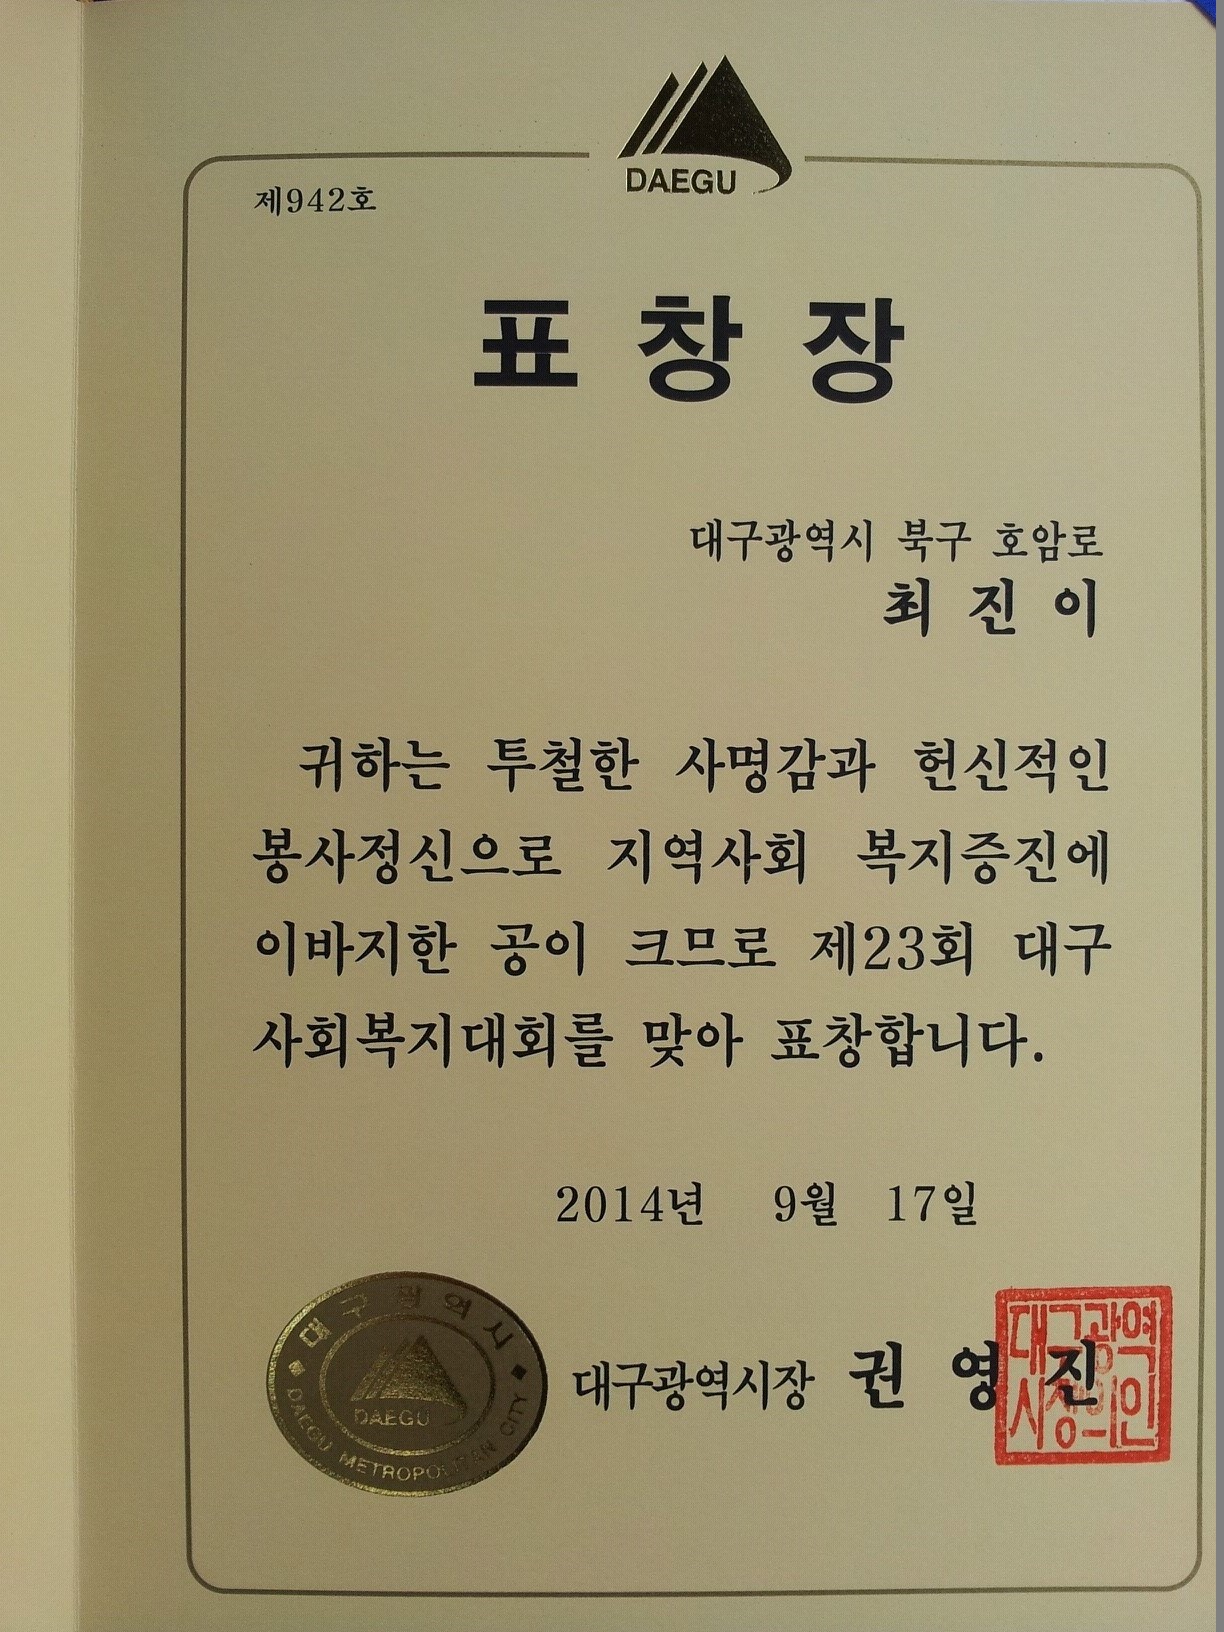 DAEGU
제942호
표창장
대구광역시 북구 호암로
최진이
귀하는 투철한 사명감과 헌신적인
봉사정신으로 지역사회 복지증진에
이바지한 공이 크므로 제23회 대구
사회복지대회를 맞아 표창합니다.
2014년 9월 17일
대구광역시
DAEGU
DAEGU METROPOLITAN CITY
대구광역시장 권영진
대구광역
시장의인